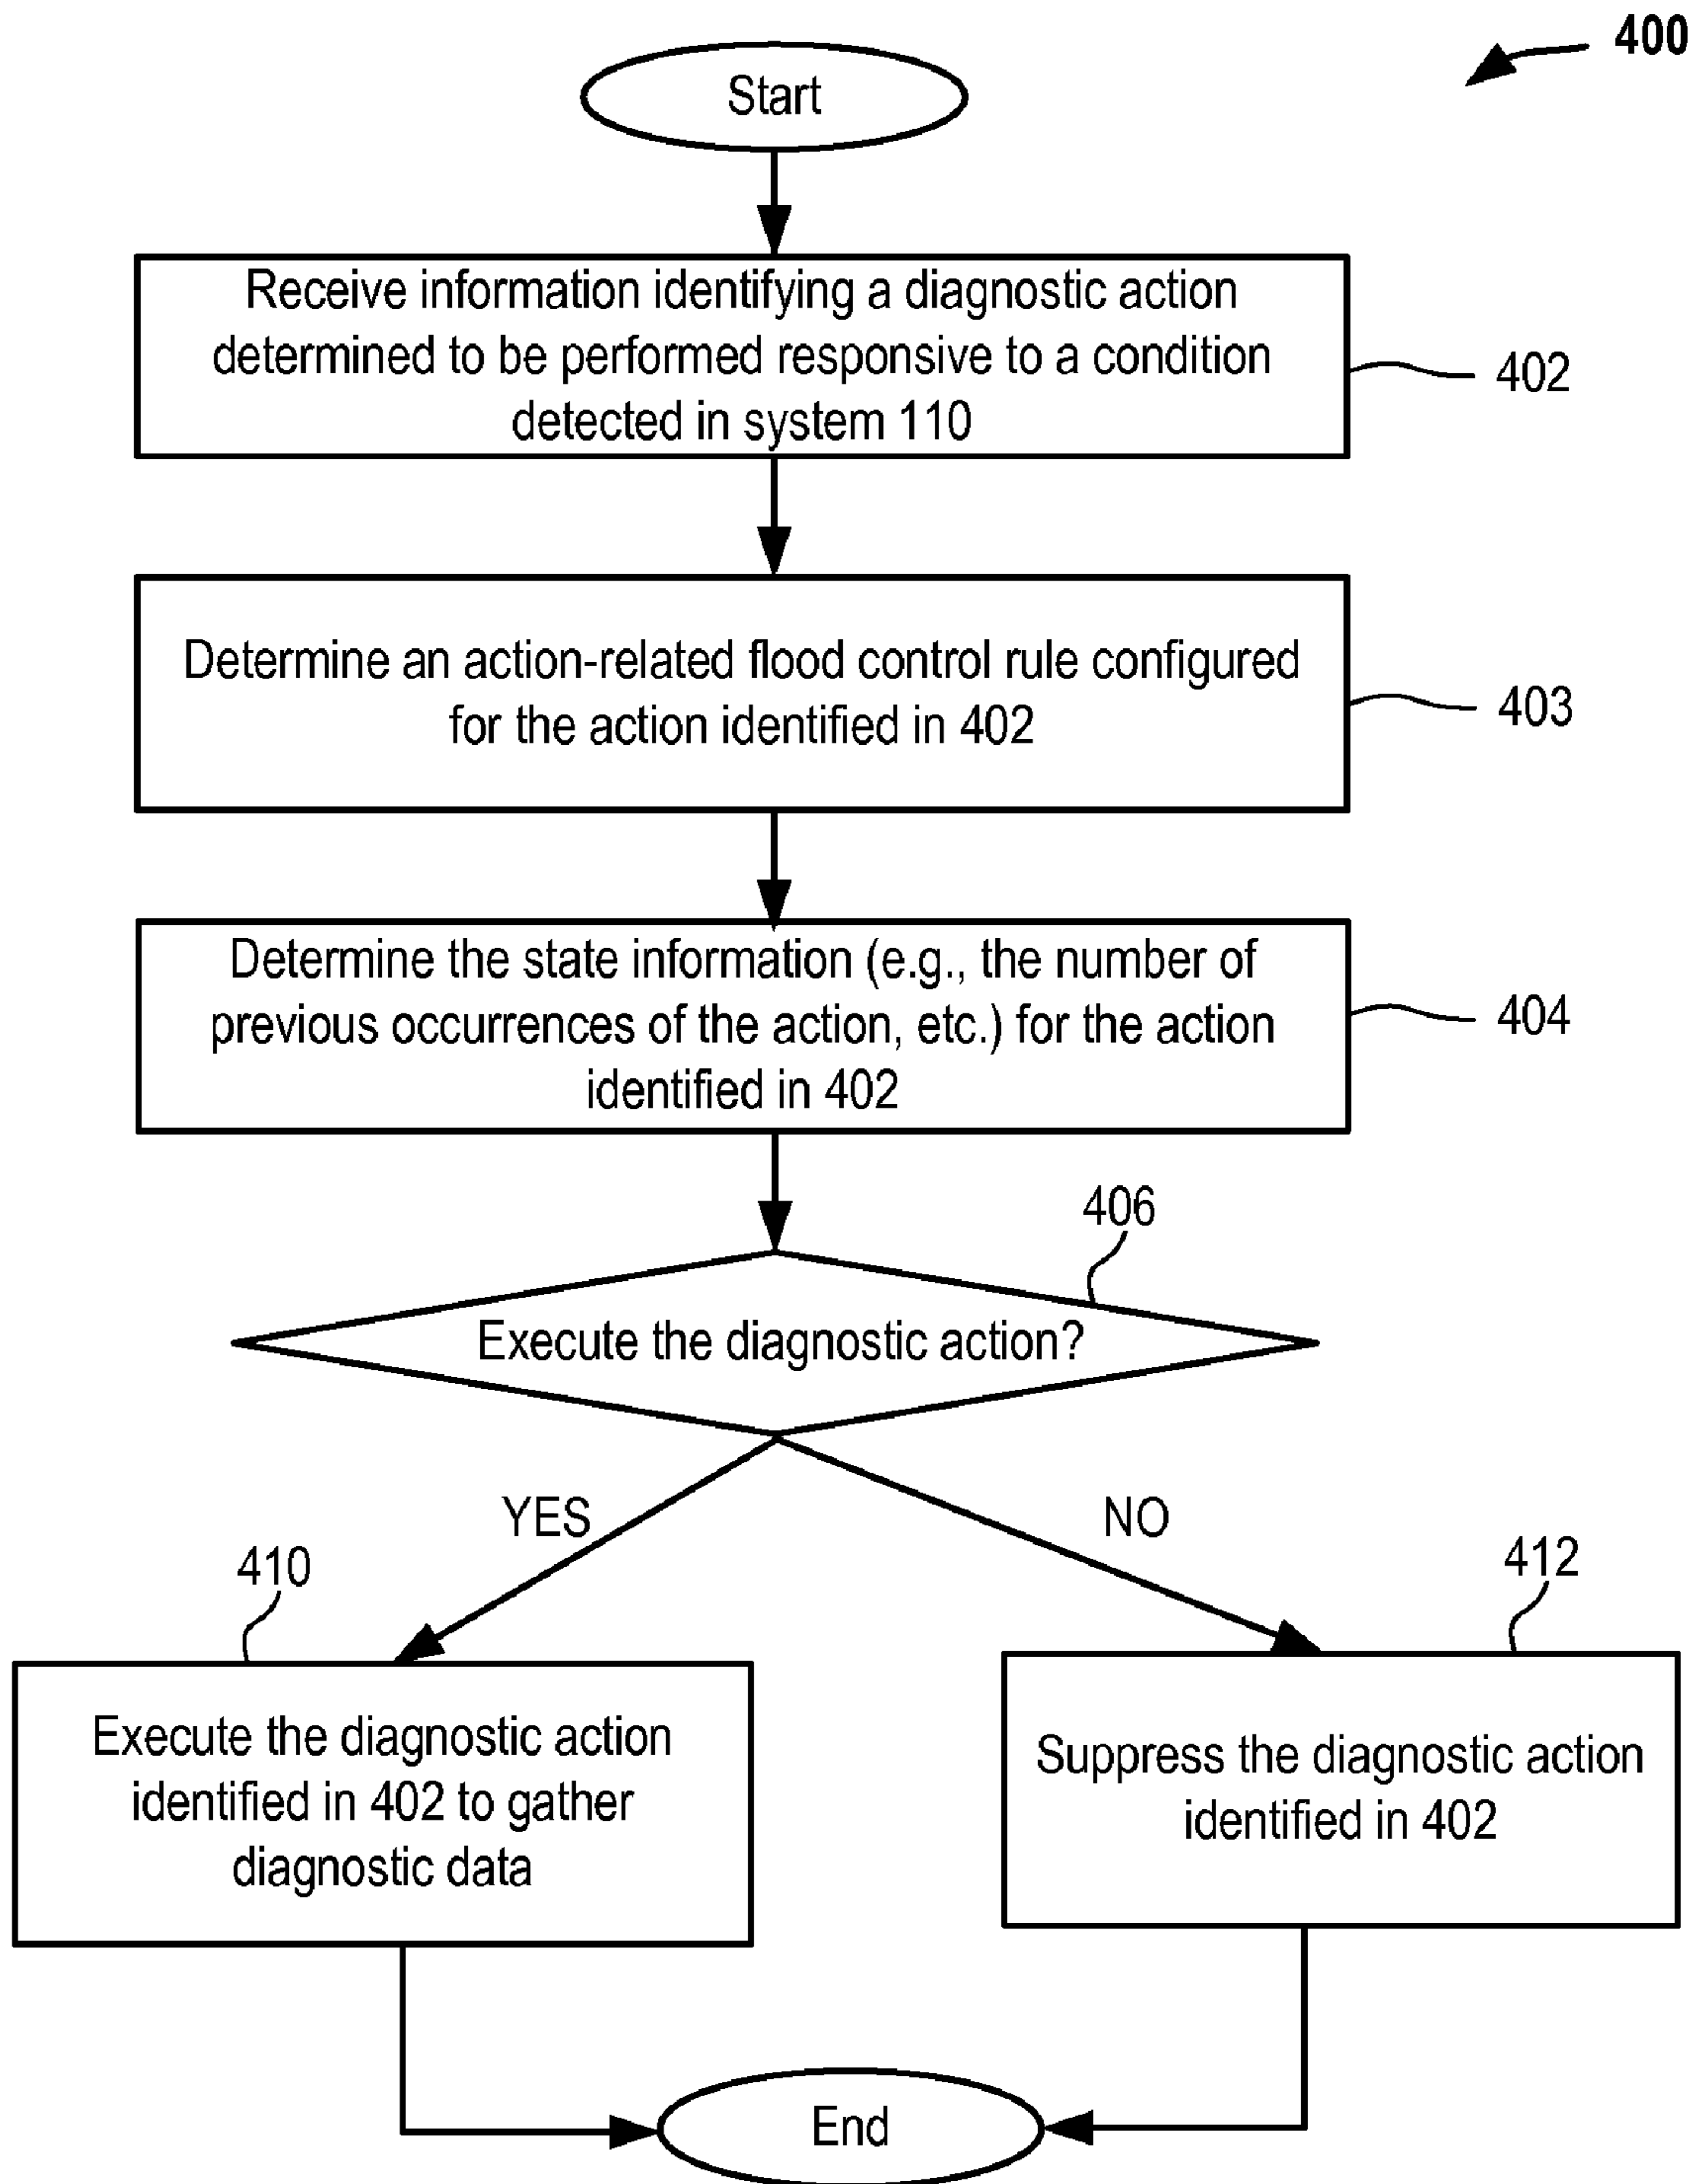 400
Start
Receive information identifying a diagnostic action
determined to be performed responsive to a condition
detected in system 110
402
Determine an action-related flood control rule configured
for the action identified in 402
403
Determine the state information (e.g., the number of
previous occurrences of the action, etc.) for the action
identified in 402
404
406
Execute the diagnostic action?
YES
NO
410
412
Execute the diagnostic action
identified in 402 to gather
diagnostic data
Suppress the diagnostic action
identified in 402
End